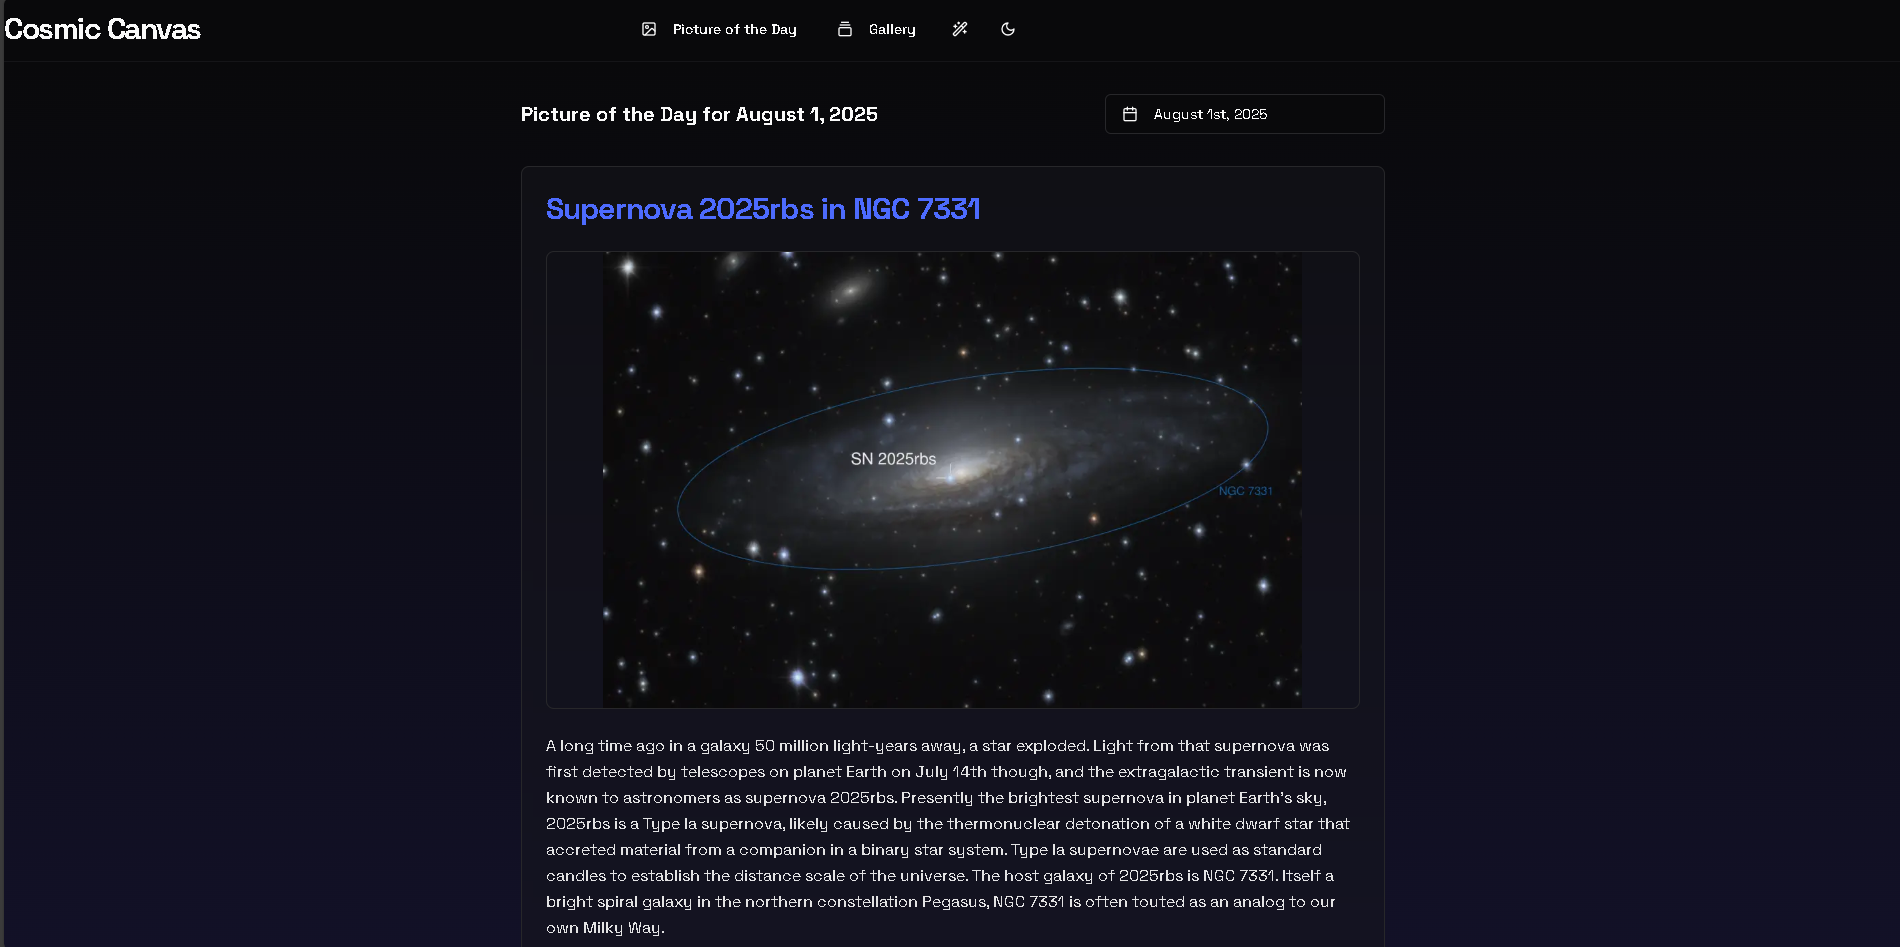 Cosmic Canvas
Picture of the Day
Gallery
Picture of the Day for August 1, 2025
August 1st, 2025
Supernova 2025rbs in NGC 7331
SN 2025rbs
NGC 7331
A long time ago in a galaxy 50 million light-years away, a star exploded. Light from that supernova was
first detected by telescopes on planet Earth on July 14th though, and the extragalactic transient is now
known to astronomers as supernova 2025rbs. Presently the brightest supernova in planet Earth's sky,
2025rbs is a Type Ia supernova, likely caused by the thermonuclear detonation of a white dwarf star that
accreted material from a companion in a binary star system. Type Ia supernovae are used as standard
candles to establish the distance scale of the universe. The host galaxy of 2025rbs is NGC 7331. Itself a
bright spiral galaxy in the northern constellation Pegasus, NGC 7331 is often touted as an analog to our
own Milky Way.